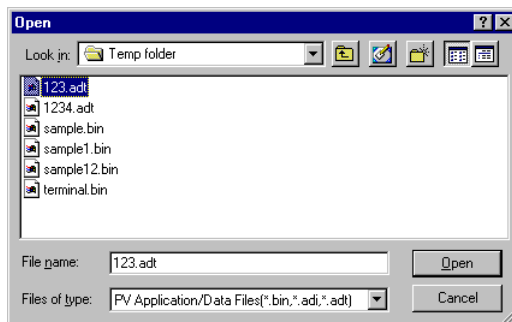 Open
Look in: Temp folder
123.adt
1234.adt
sample.bin
sample1.bin
sample12.bin
terminal.bin
File name: 123.adt Open
Files of type: PV Application/Data Files(*.bin,*.adi,*.adt) Cancel